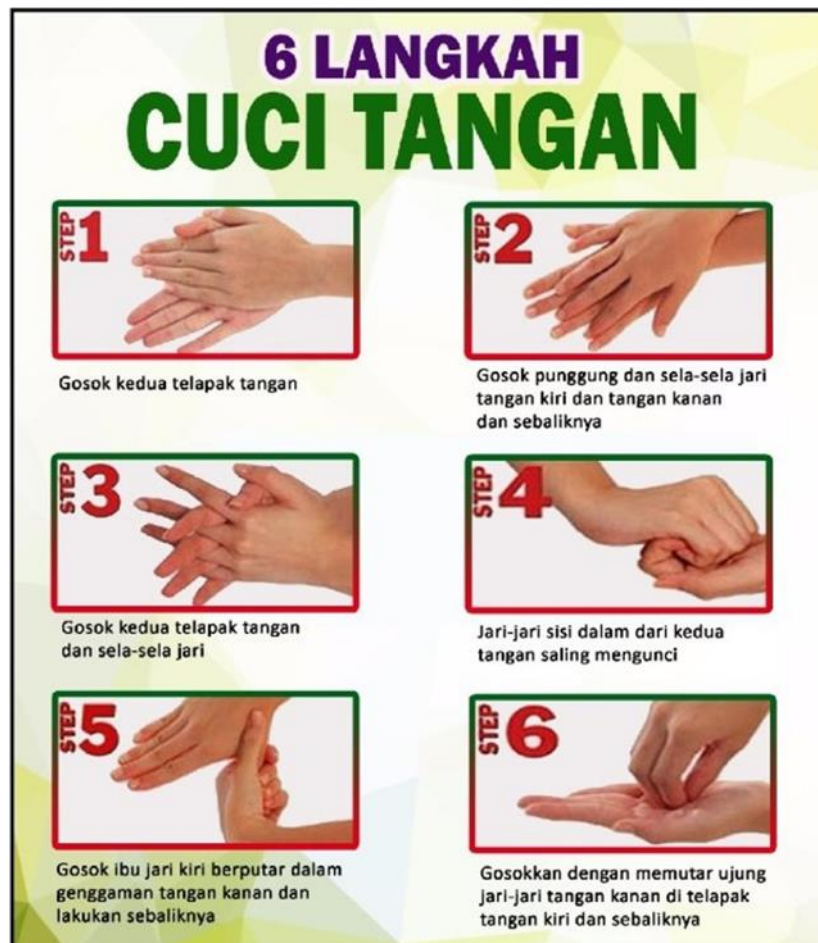 6 LANGKAH
CUCI TANGAN
STEP 1
Gosok kedua telapak tangan
STEP 2
Gosok punggung dan sela-sela jari
tangan kiri dan tangan kanan
dan sebaliknya
STEP 3
Gosok kedua telapak tangan
dan sela-sela jari
STEP 4
Jari-jari sisi dalam dari kedua
tangan saling mengunci
STEP 5
Gosok ibu jari kiri berputar dalam
genggaman tangan kanan dan
lakukan sebaliknya
STEP 6
Gosokkan dengan memutar ujung
jari-jari tangan kanan di telapak
tangan kiri dan sebaliknya